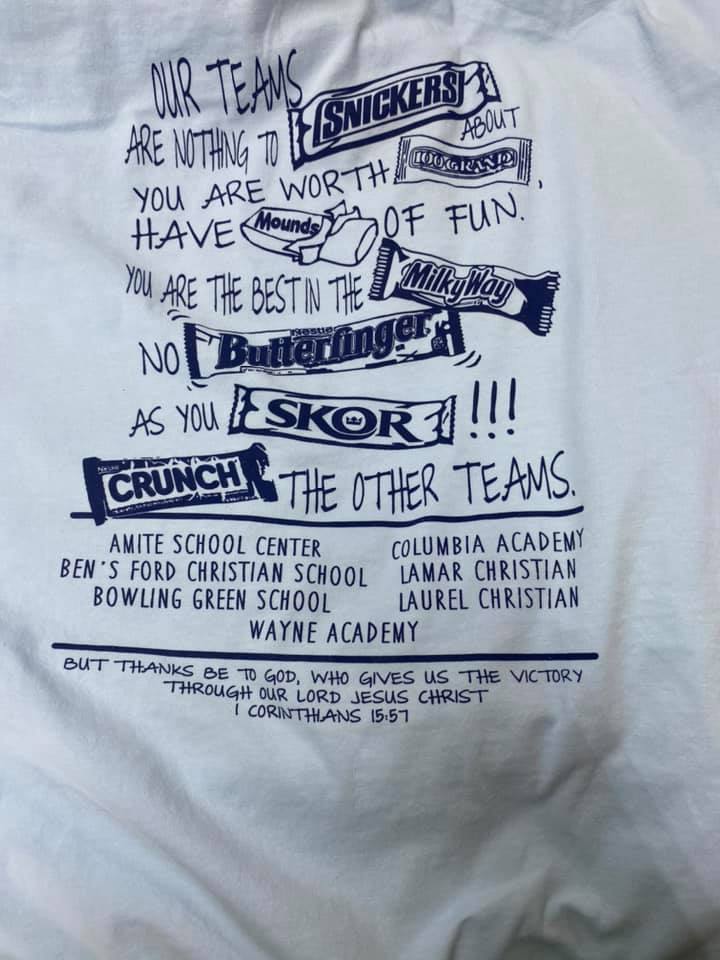 OUR TEAMS
ARE NOTHING TO SNICKERS ABOUT
YOU ARE WORTH 100 GRAND,
HAVE Mounds OF FUN.
YOU ARE THE BEST IN THE MilkyWay
NO Nestle Butterfinger
AS YOU SKOR !!!
Nestle CRUNCH THE OTHER TEAMS.
AMITE SCHOOL CENTER COLUMBIA ACADEMY
BEN'S FORD CHRISTIAN SCHOOL LAMAR CHRISTIAN
BOWLING GREEN SCHOOL LAUREL CHRISTIAN
WAYNE ACADEMY
BUT THANKS BE TO GOD, WHO GIVES US THE VICTORY
THROUGH OUR LORD JESUS CHRIST
1 CORINTHIANS 15:57